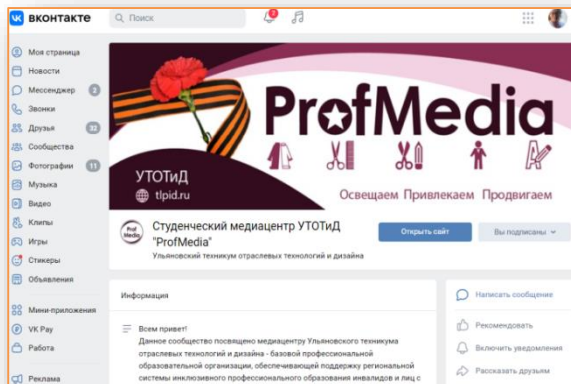 вконтакте
Поиск
Моя страница
Новости
Мессенджер 2
Звонки
Друзья 32
Сообщества
Фотографии 11
Музыка
Видео
Клипы
Игры
Стикеры
Объявления
Мини-приложения
VK Pay
Работа
Реклама
ProfMedia
УТОТиД
tlpid.ru
Освещаем Привлекаем Продвигаем
Prof Media
Студенческий медиацентр УТОТиД
"ProfMedia"
Ульяновский техникум отраслевых технологий и дизайна
Открыть сайт
Вы подписаны
Информация
Всем привет!
Данное сообщество посвящено медиацентру Ульяновского техникума
отраслевых технологий и дизайна - базовой профессиональной
образовательной организации, обеспечивающей поддержку региональной
системы инклюзивного профессионального образования инвалидов и лиц с
Написать сообщение
Рекомендовать
Включить уведомления
Рассказать друзьям